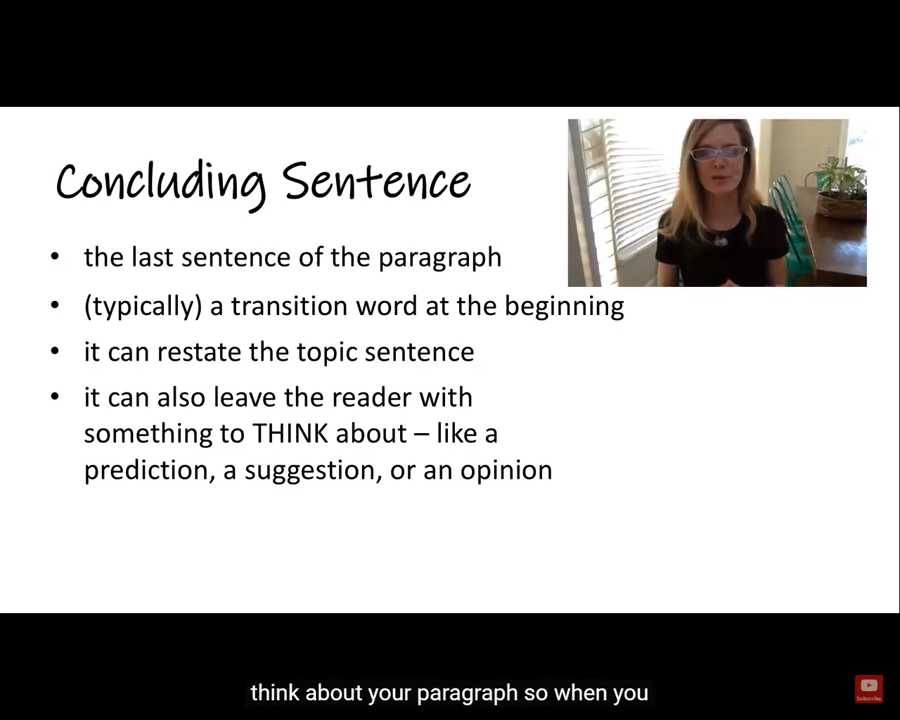 Concluding Sentence
• the last sentence of the paragraph
• (typically) a transition word at the beginning
• it can restate the topic sentence
• it can also leave the reader with
something to THINK about – like a
prediction, a suggestion, or an opinion
think about your paragraph so when you
Subscribe